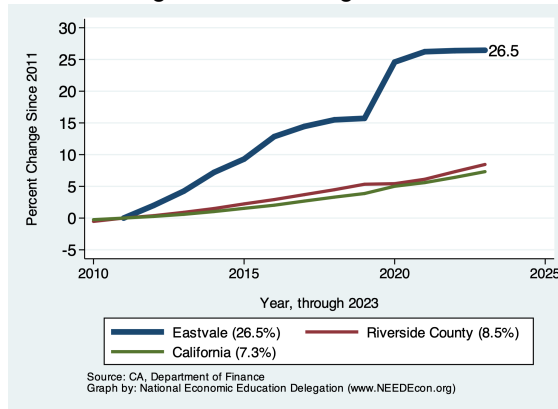 Percent Change Since 2011
30
25
20
15
10
5
0
-5
26.5
2010
2015
2020
2025
Year, through 2023
Eastvale (26.5%)
Riverside County (8.5%)
California (7.3%)
Source: CA, Department of Finance
Graph by: National Economic Education Delegation (www.NEEDEcon.org)